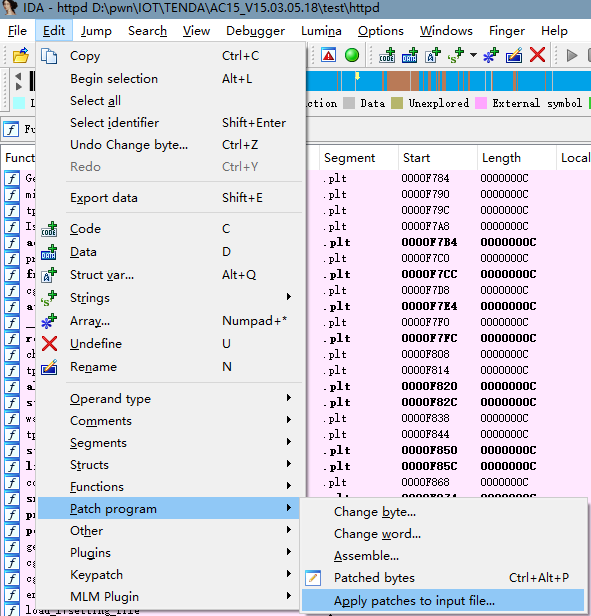 IDA - httpd D:\pwn\IOT\TENDA\AC15_V15.03.05.18\test\httpd
File Edit Jump Search View Debugger Lumina Options Windows Help
Copy Ctrl+C
Begin selection Alt+L
Select all
Select identifier Shift+Enter
Undo Change byte... Ctrl+Z
Redo Ctrl+Y
Export data Shift+E
Code C
Data D
Struct var... Alt+Q
Strings
Array... Numpad+*
Undefine U
Rename N
Operand type
Comments
Segments
Structs
Functions
Patch program
Other
Plugins
Keypatch
MLM Plugin
Change byte...
Change word...
Assemble...
Patched bytes Ctrl+Alt+P
Apply patches to input file...
Data Unexplored External symbol
Segment Start Length Local
.plt 0000F784 0000000C
.plt 0000F790 0000000C
.plt 0000F79C 0000000C
.plt 0000F7A8 0000000C
.plt 0000F7B4 0000000C
.plt 0000F7C0 0000000C
.plt 0000F7CC 0000000C
.plt 0000F7D8 0000000C
.plt 0000F7E4 0000000C
.plt 0000F7F0 0000000C
.plt 0000F7FC 0000000C
.plt 0000F808 0000000C
.plt 0000F814 0000000C
.plt 0000F820 0000000C
.plt 0000F82C 0000000C
.plt 0000F838 0000000C
.plt 0000F844 0000000C
.plt 0000F850 0000000C
.plt 0000F85C 0000000C
.plt 0000F868 0000000C